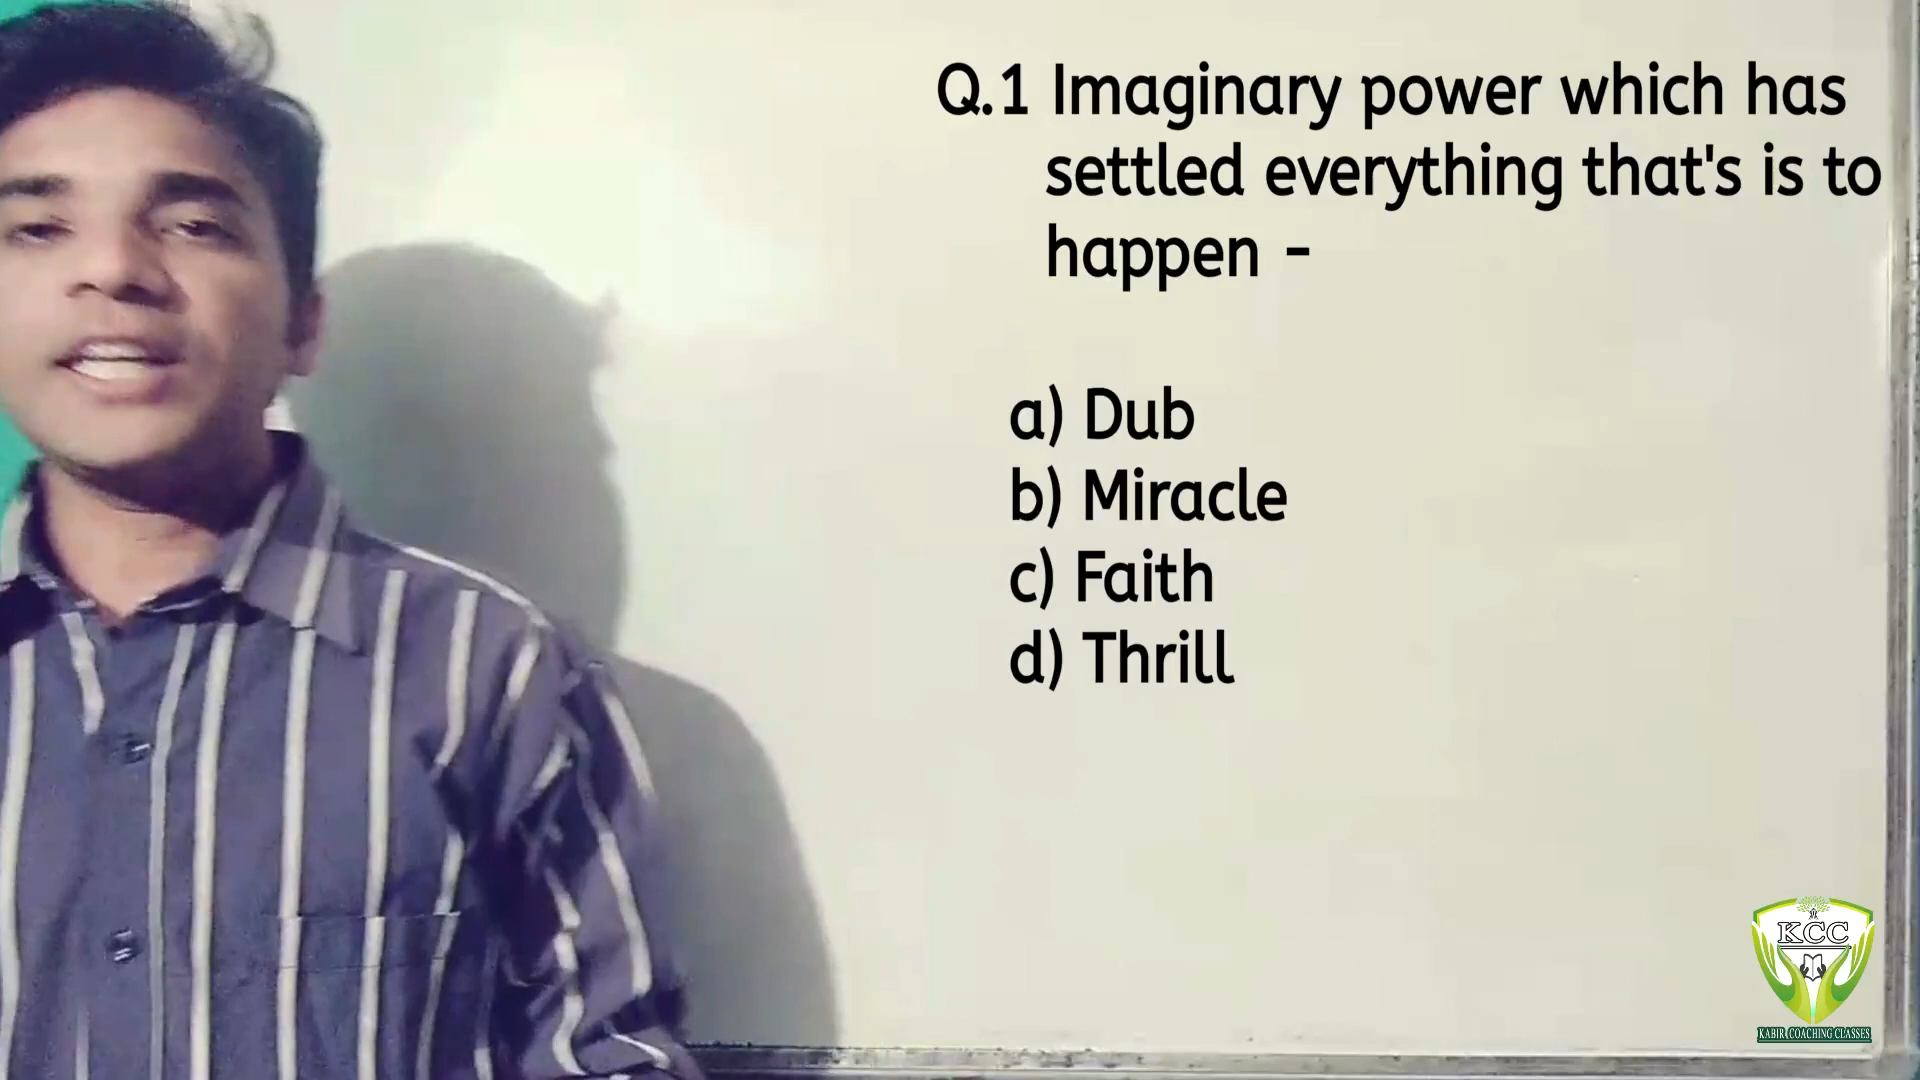 Q.1 Imaginary power which has
settled everything that's is to
happen -
a) Dub
b) Miracle
c) Faith
d) Thrill
KCC
KABIR COACHING CLASSES